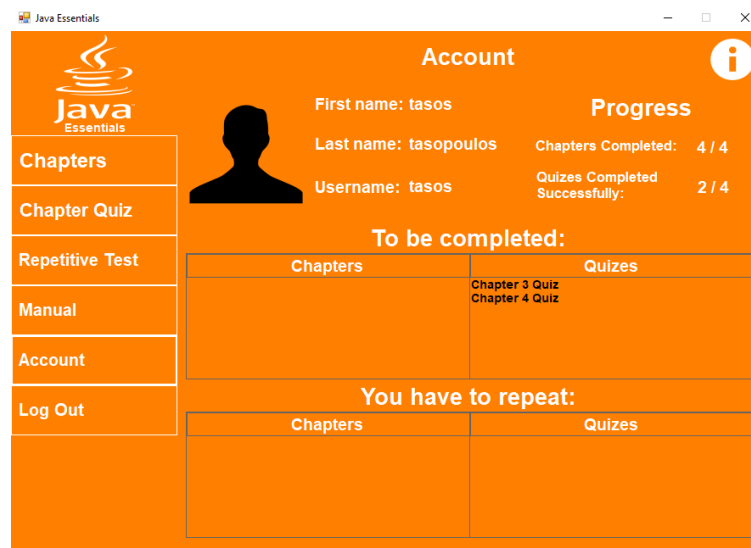 Java Essentials
Java
Essentials
Chapters
Chapter Quiz
Repetitive Test
Manual
Account
Log Out
Account
i
First name: tasos
Last name: tasopoulos
Username: tasos
Progress
Chapters Completed: 4 / 4
Quizes Completed
Successfully: 2 / 4
To be completed:
Chapters Quizes
Chapter 3 Quiz
Chapter 4 Quiz
You have to repeat:
Chapters Quizes